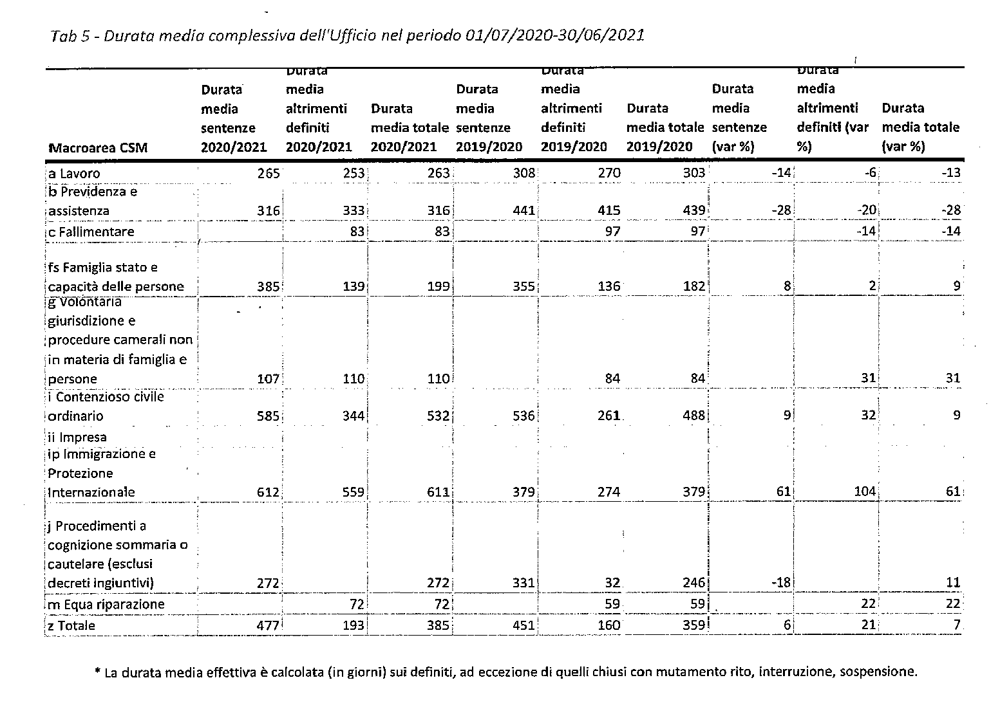 Tab 5 - Durata media complessiva dell'Ufficio nel periodo 01/07/2020-30/06/2021
Durata Durata Durata
Durata media Durata media Durata media
media altrimenti Durata media altrimenti Durata media altrimenti Durata
sentenze definiti media totale sentenze definiti media totale sentenze definiti (var media totale
Macroarea CSM 2020/2021 2020/2021 2020/2021 2019/2020 2019/2020 2019/2020 (var %) %) (var %)
a Lavoro 265 253 263 308 270 303 -14 -6 -13
b Previdenza e
assistenza 316 333 316 441 415 439 -28 -20 -28
c Fallimentare 83 83 97 97 -14 -14
fs Famiglia stato e
capacità delle persone 385 139 199 355 136 182 8 2 9
g Volontaria
giurisdizione e
procedure camerali non
in materia di famiglia e
persone 107 110 110 84 84 31 31
i Contenzioso civile
ordinario 585 344 532 536 261 488 9 32 9
ii Impresa
ip Immigrazione e
Protezione
Internazionale 612 559 611 379 274 379 61 104 61
j Procedimenti a
cognizione sommaria o
cautelare (esclusi
decreti ingiuntivi) 272 272 331 32 246 -18 11
m Equa riparazione 72 72 59 59 22 22
z Totale 477 193 385 451 160 359 6 21 7
* La durata media effettiva è calcolata (in giorni) sui definiti, ad eccezione di quelli chiusi con mutamento rito, interruzione, sospensione.